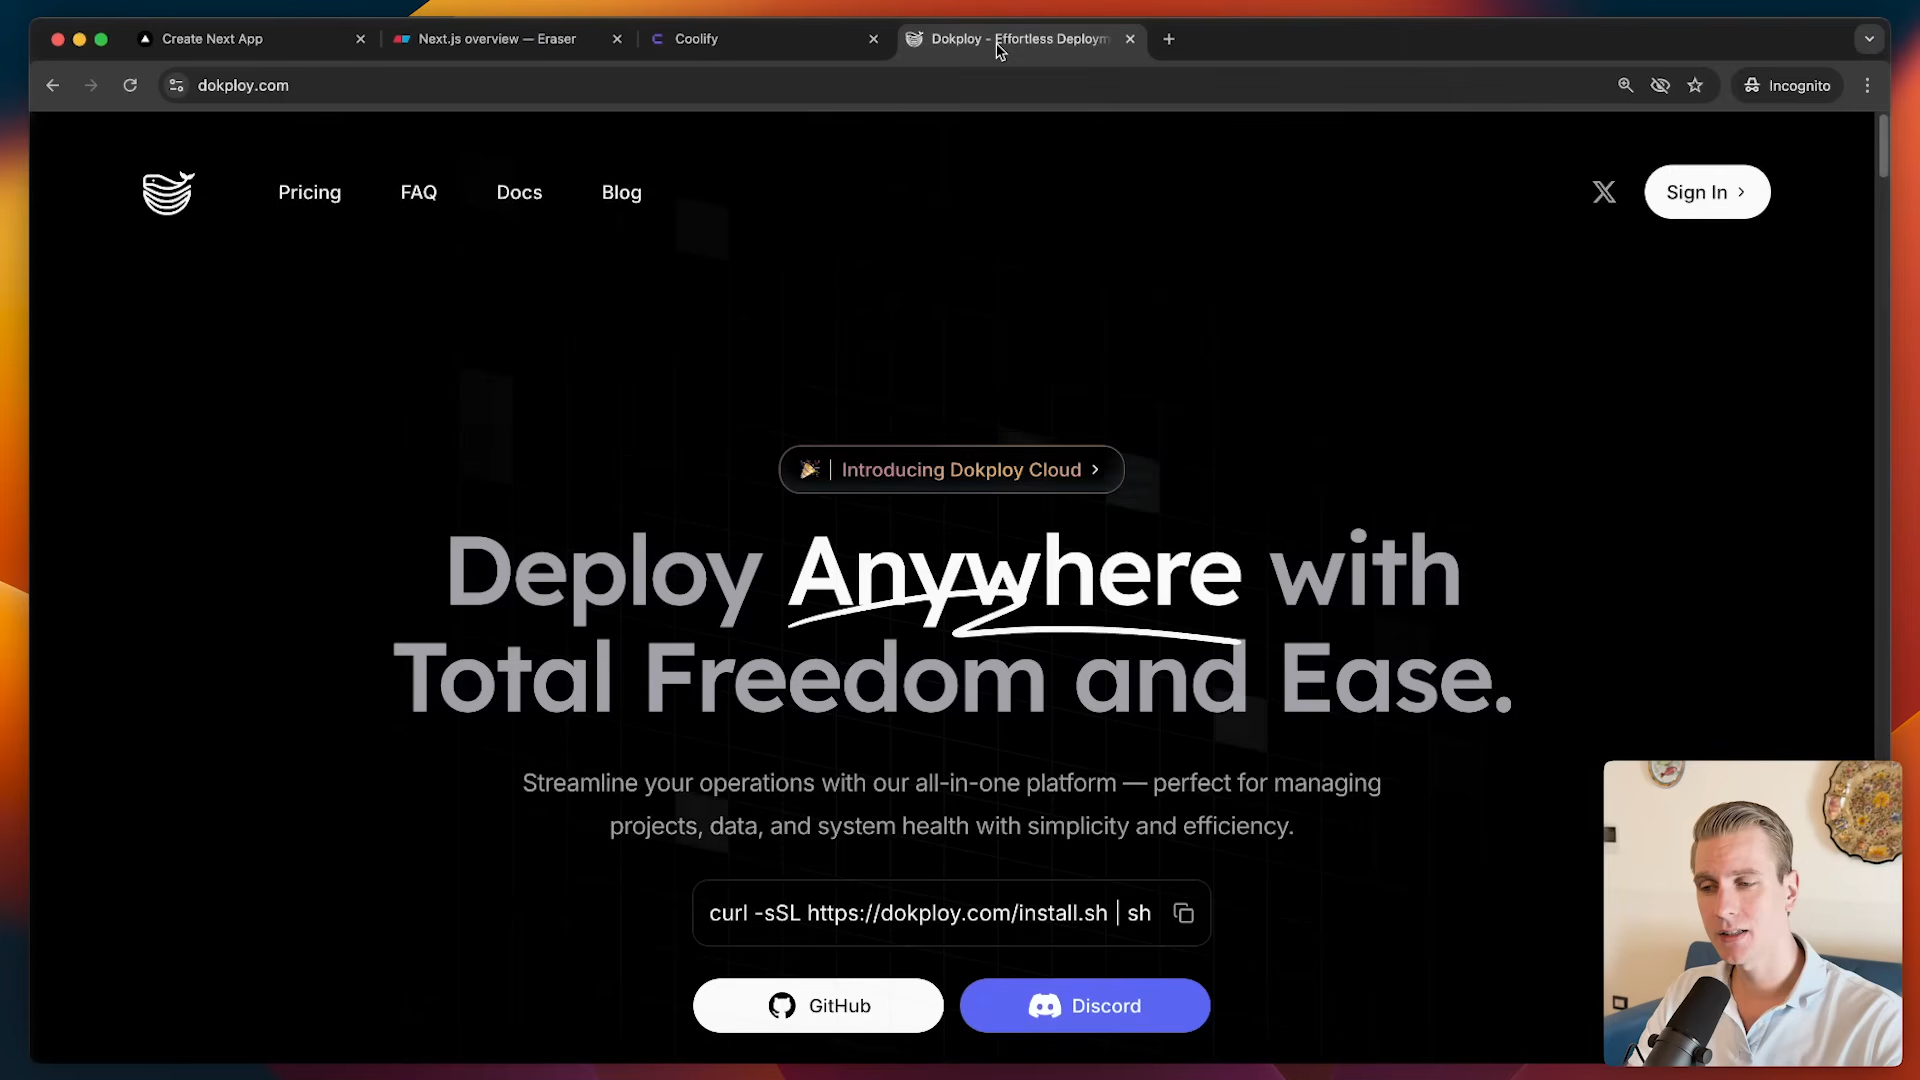 Create Next App
Next.js overview — Eraser
Coolify
Dokploy - Effortless Deploym
dokploy.com
Incognito
Pricing
FAQ
Docs
Blog
Sign In
Introducing Dokploy Cloud
Deploy Anywhere with
Total Freedom and Ease.
Streamline your operations with our all-in-one platform — perfect for managing
projects, data, and system health with simplicity and efficiency.
curl -sSL https://dokploy.com/install.sh | sh
GitHub
Discord